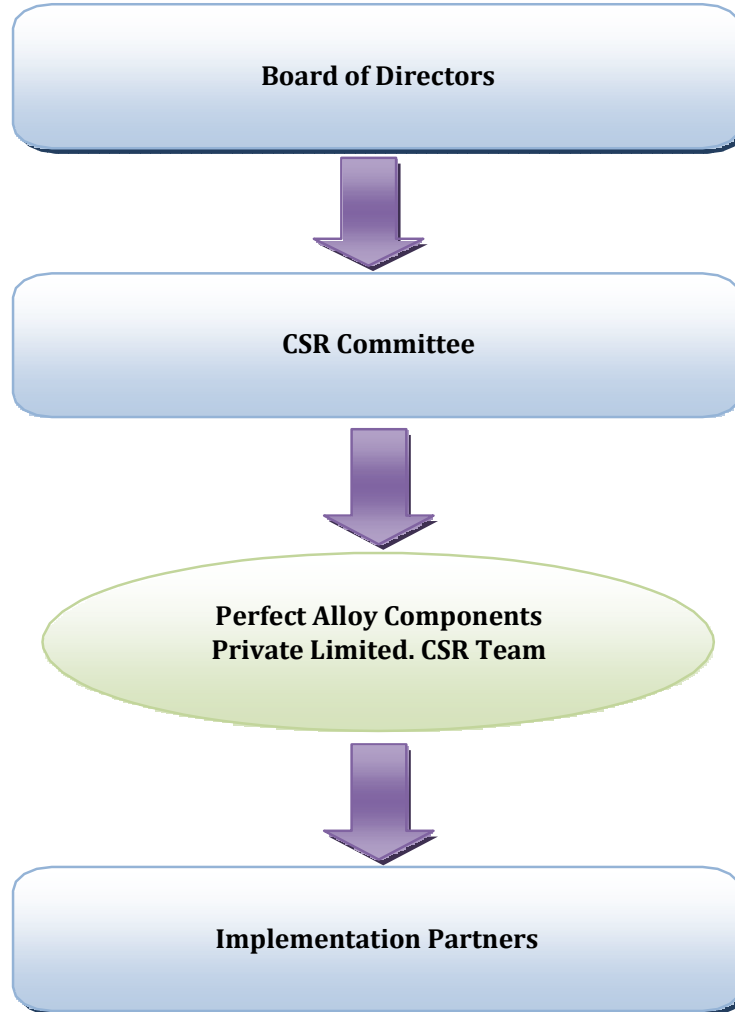 Board of Directors
CSR Committee
Perfect Alloy Components
Private Limited. CSR Team
Implementation Partners